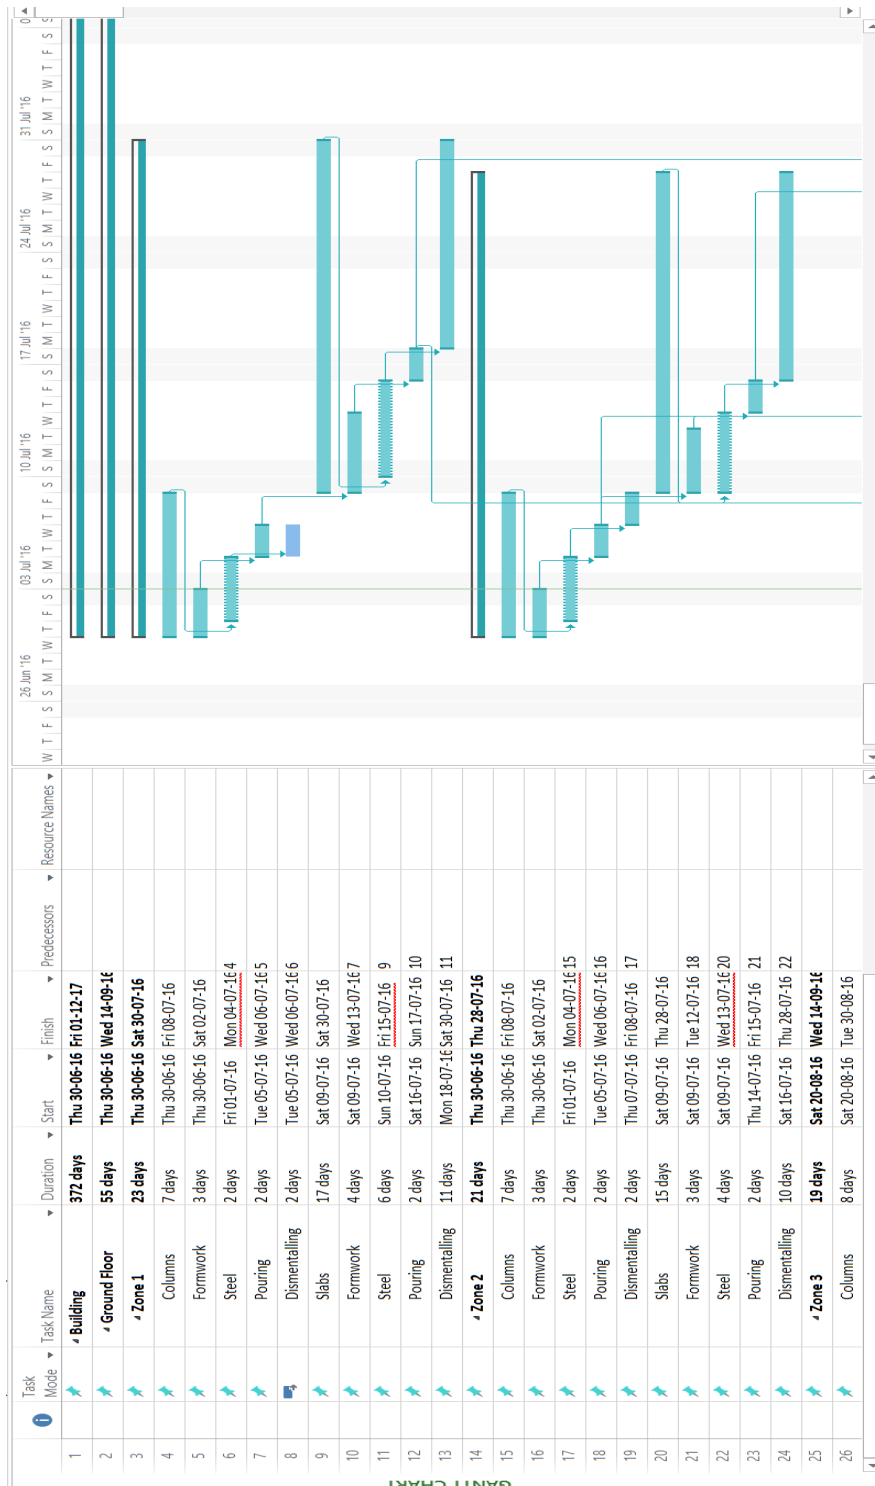 GANTT CHART
Task Mode Task Name Duration Start Finish Predecessors Resource Names
26 Jun '16 03 Jul '16 10 Jul '16 17 Jul '16 24 Jul '16 31 Jul '16 0
W T F S S M T W T F S S M T W T F S S M T W T F S S M T W T F S S M T W T F S S M T W T F S
1 Building 372 days Thu 30-06-16 Fri 01-12-17
2 Ground Floor 55 days Thu 30-06-16 Wed 14-09-16
3 Zone 1 23 days Thu 30-06-16 Sat 30-07-16
4 Columns 7 days Thu 30-06-16 Fri 08-07-16
5 Formwork 3 days Thu 30-06-16 Sat 02-07-16
6 Steel 2 days Fri 01-07-16 Mon 04-07-16 4
7 Pouring 2 days Tue 05-07-16 Wed 06-07-16 5
8 Dismentalling 2 days Tue 05-07-16 Wed 06-07-16 6
9 Slabs 17 days Sat 09-07-16 Sat 30-07-16
10 Formwork 4 days Sat 09-07-16 Wed 13-07-16 7
11 Steel 6 days Sun 10-07-16 Fri 15-07-16 9
12 Pouring 2 days Sat 16-07-16 Sun 17-07-16 10
13 Dismentalling 11 days Mon 18-07-16 Sat 30-07-16 11
14 Zone 2 21 days Thu 30-06-16 Thu 28-07-16
15 Columns 7 days Thu 30-06-16 Fri 08-07-16
16 Formwork 3 days Thu 30-06-16 Sat 02-07-16
17 Steel 2 days Fri 01-07-16 Mon 04-07-16 15
18 Pouring 2 days Tue 05-07-16 Wed 06-07-16 16
19 Dismentalling 2 days Thu 07-07-16 Fri 08-07-16 17
20 Slabs 15 days Sat 09-07-16 Thu 28-07-16
21 Formwork 3 days Sat 09-07-16 Tue 12-07-16 18
22 Steel 4 days Sat 09-07-16 Wed 13-07-16 20
23 Pouring 2 days Thu 14-07-16 Fri 15-07-16 21
24 Dismentalling 10 days Sat 16-07-16 Thu 28-07-16 22
25 Zone 3 19 days Sat 20-08-16 Wed 14-09-16
26 Columns 8 days Sat 20-08-16 Tue 30-08-16